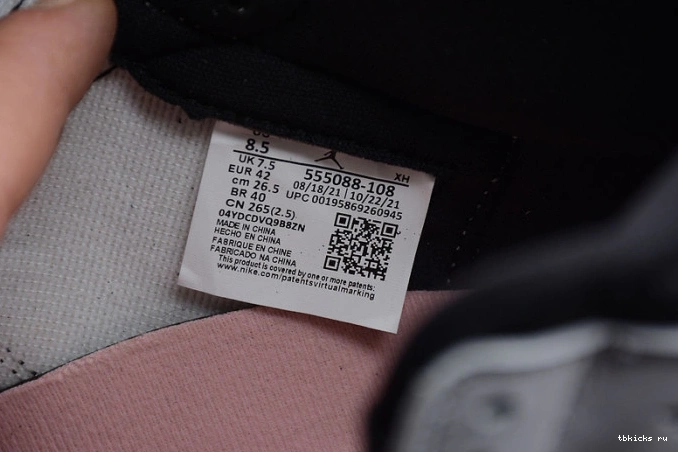 8.5
UK 7.5
EUR 42
cm 26.5
BR 40
CN 265(2.5)
XH
555088-108
08/18/21 | 10/22/21
UPC 00195869260945
04YDCDVQ9B8ZN
MADE IN CHINA
HECHO EN CHINA
FABRIQUE EN CHINE
FABRICADO NA CHINA
This product is covered by one or more patents:
www.nike.com/patentsvirtualmarking
tbkicks ru